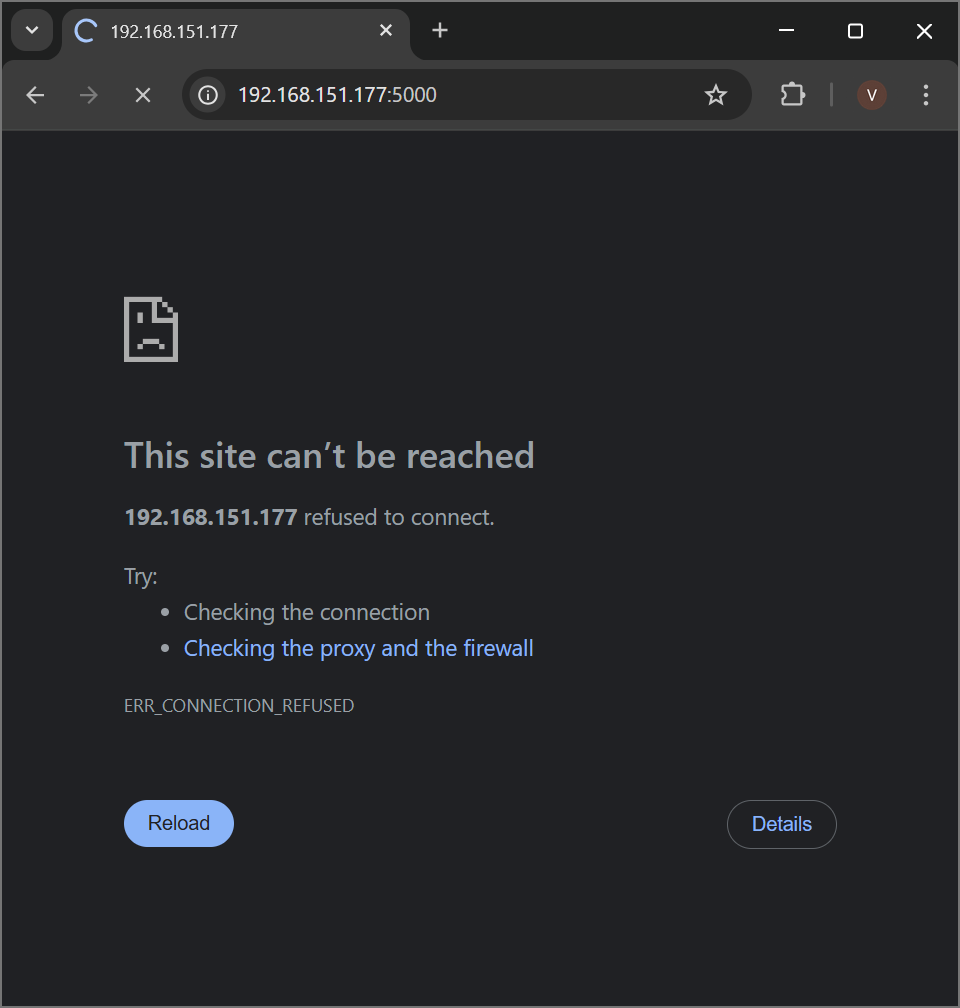 192.168.151.177
192.168.151.177:5000
V
This site can’t be reached
192.168.151.177 refused to connect.
Try:
Checking the connection
Checking the proxy and the firewall
ERR_CONNECTION_REFUSED
Reload
Details